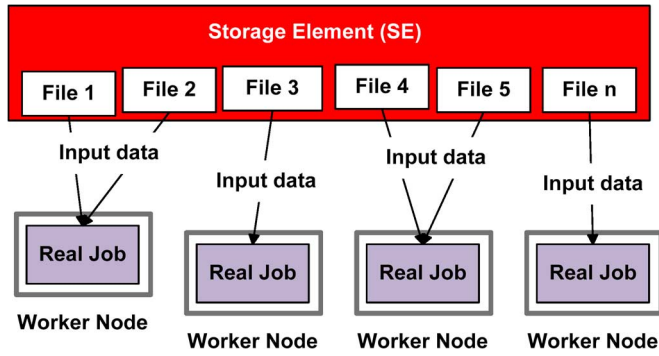 Storage Element (SE)
File 1
File 2
File 3
File 4
File 5
File n
Input data
Input data
Input data
Input data
Real Job
Real Job
Real Job
Real Job
Worker Node
Worker Node
Worker Node
Worker Node